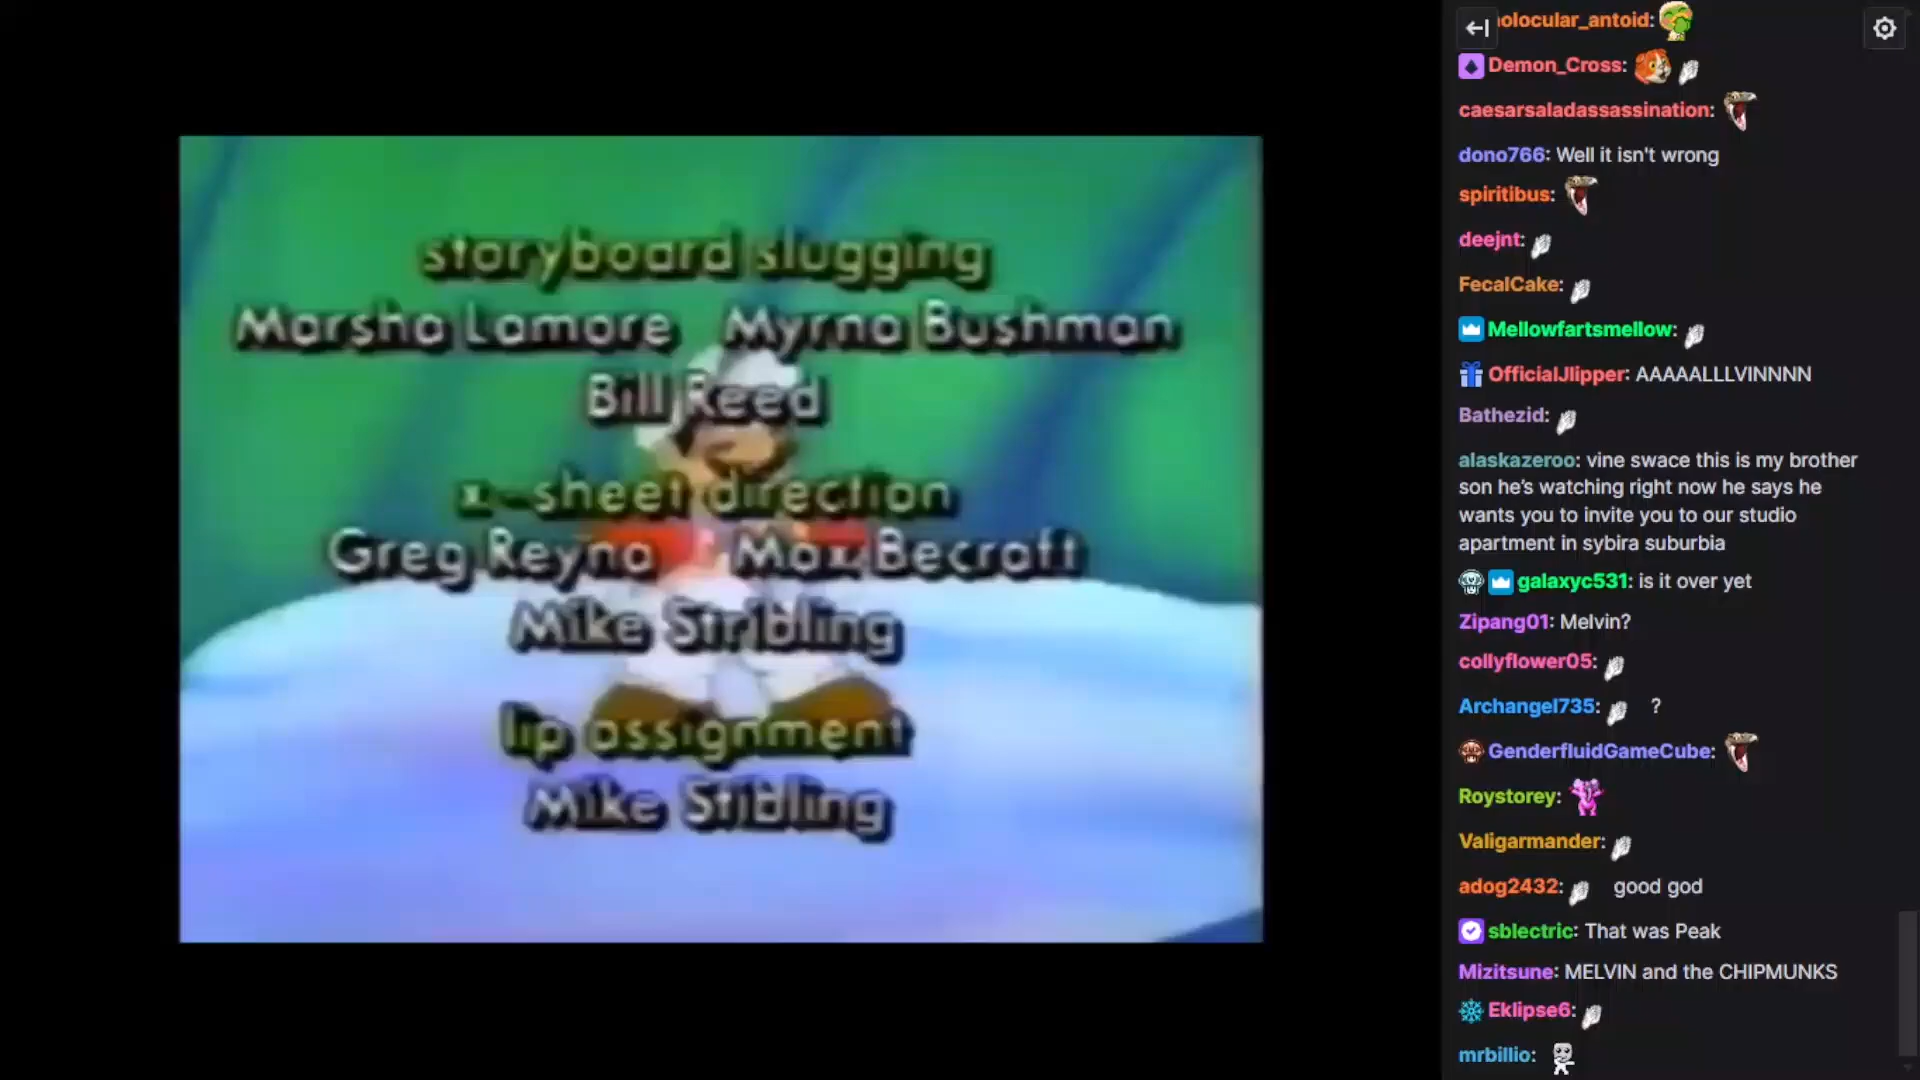 storyboard slugging
Marsha Lamore Myrna Bushman
Bill Reed
x-sheet direction
Greg Reyna Max Becraft
Mike Stribling
lip assignment
Mike Stibling
olocular_antoid:
Demon_Cross:
caesarsaladassassination:
dono766: Well it isn't wrong
spiritibus:
deejnt:
FecalCake:
Mellowfartsmellow:
OfficialJlipper: AAAAALLLVINNNN
Bathezid:
alaskazeroo: vine swace this is my brother
son he's watching right now he says he
wants you to invite you to our studio
apartment in sybira suburbia
galaxyc531: is it over yet
Zipang01: Melvin?
collyflower05:
Archangel735: ?
GenderfluidGameCube:
Roystorey:
Valigarmander:
adog2432: good god
sblectric: That was Peak
Mizitsune: MELVIN and the CHIPMUNKS
Eklipse6:
mrbillio: